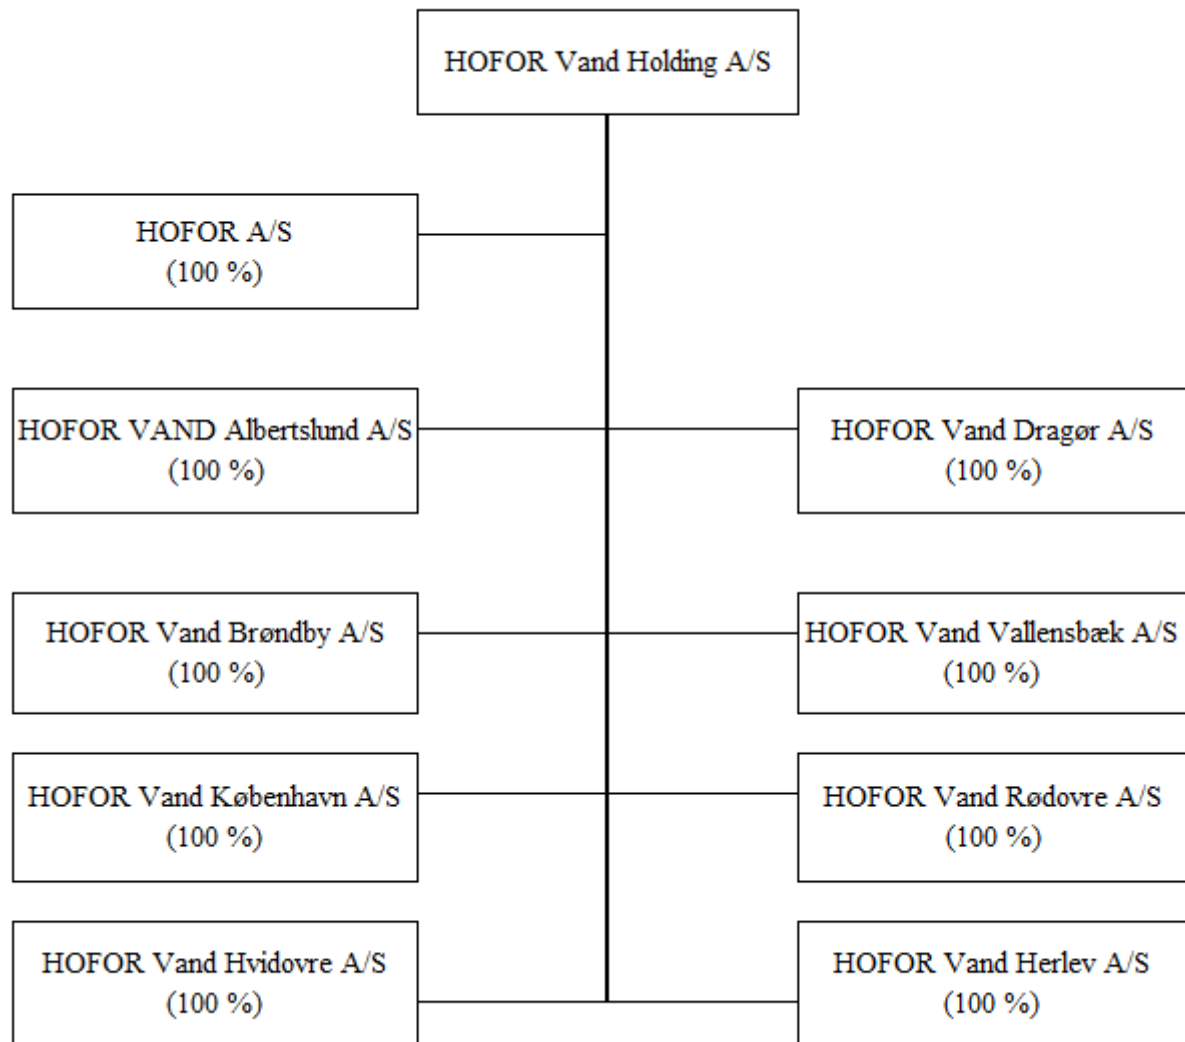 HOFOR Vand Holding A/S
HOFOR A/S
(100 %)
HOFOR VAND Albertslund A/S
(100 %)
HOFOR Vand Dragør A/S
(100 %)
HOFOR Vand Brøndby A/S
(100 %)
HOFOR Vand Vallensbæk A/S
(100 %)
HOFOR Vand København A/S
(100 %)
HOFOR Vand Rødovre A/S
(100 %)
HOFOR Vand Hvidovre A/S
(100 %)
HOFOR Vand Herlev A/S
(100 %)